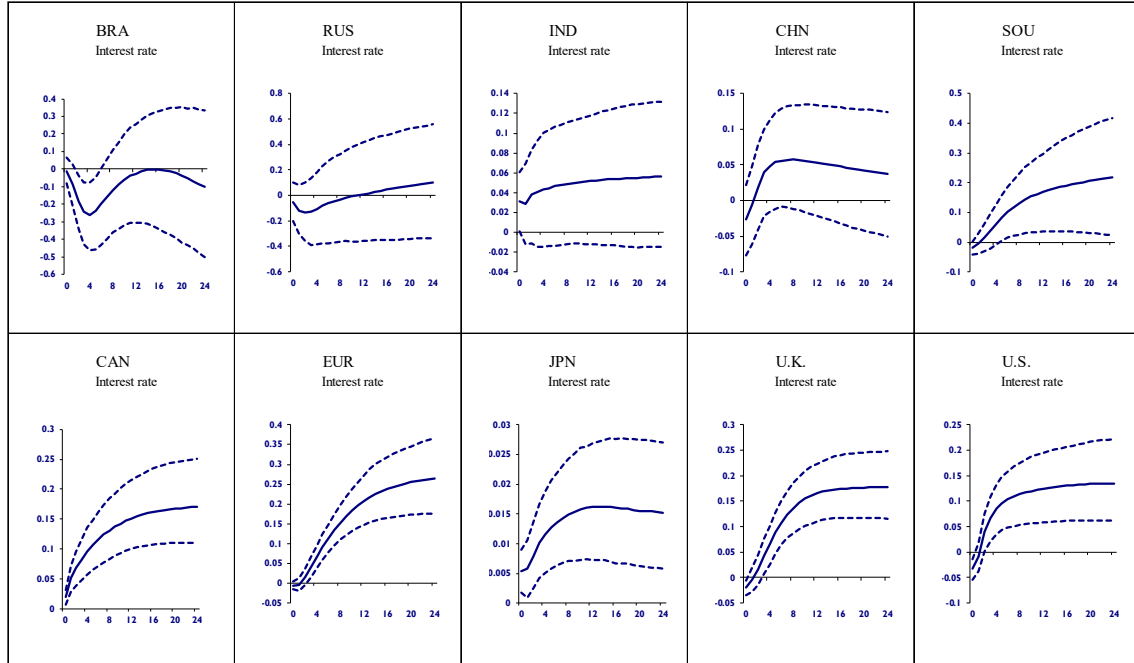 BRA
Interest rate
0.4
0.3
0.2
0.1
0
-0.1
-0.2
-0.3
-0.4
-0.5
-0.6
0 4 8 12 16 20 24
RUS
Interest rate
0.8
0.6
0.4
0.2
0
-0.2
-0.4
-0.6
0 4 8 12 16 20 24
IND
Interest rate
0.14
0.12
0.1
0.08
0.06
0.04
0.02
0
-0.02
-0.04
0 4 8 12 16 20 24
CHN
Interest rate
0.15
0.1
0.05
0
-0.05
-0.1
0 4 8 12 16 20 24
SOU
Interest rate
0.5
0.4
0.3
0.2
0.1
0
-0.1
0 4 8 12 16 20 24
CAN
Interest rate
0.3
0.25
0.2
0.15
0.1
0.05
0
0 4 8 12 16 20 24
EUR
Interest rate
0.4
0.35
0.3
0.25
0.2
0.15
0.1
0.05
0
-0.05
0 4 8 12 16 20 24
JPN
Interest rate
0.03
0.025
0.02
0.015
0.01
0.005
0
0 4 8 12 16 20 24
U.K.
Interest rate
0.3
0.25
0.2
0.15
0.1
0.05
0
-0.05
0 4 8 12 16 20 24
U.S.
Interest rate
0.25
0.2
0.15
0.1
0.05
0
-0.05
-0.1
0 4 8 12 16 20 24